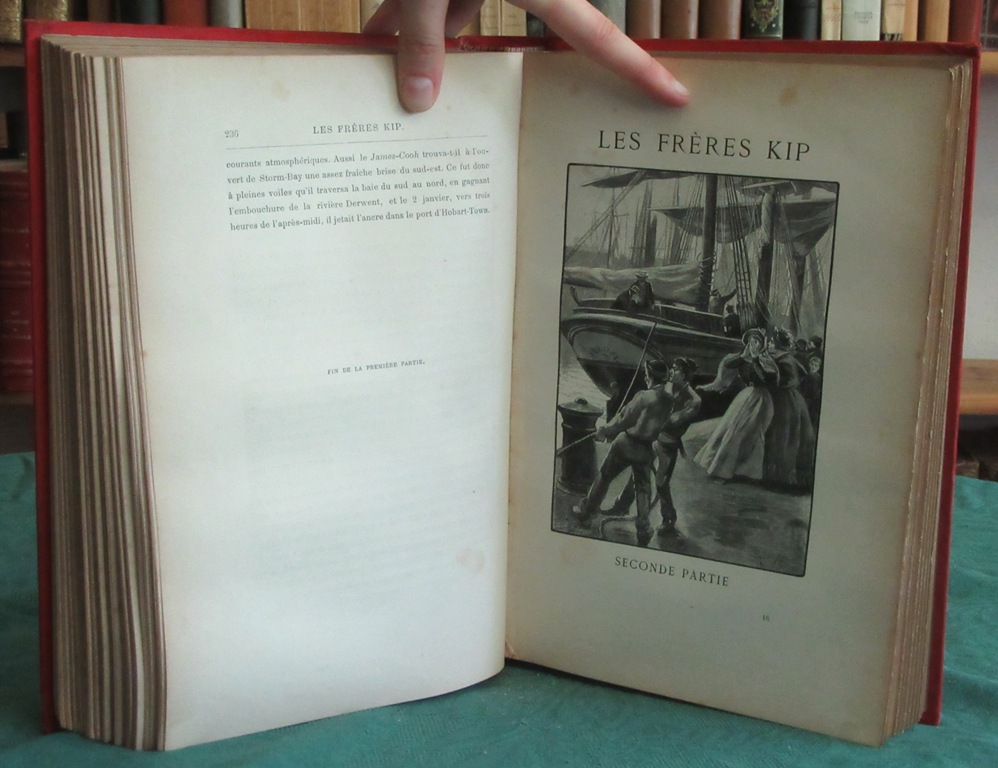 236
LES FRÈRES KIP.
courants atmosphériques. Aussi le James-Cook trouva-t-il à l'ou-
vert de Storm-Bay une assez fraîche brise du sud-est. Ce fut donc
à pleines voiles qu'il traversa la baie du sud au nord, en gagnant
l'embouchure de la rivière Derwent, et le 2 janvier, vers trois
heures de l'après-midi, il jetait l'ancre dans le port d'Hobart-Town.
FIN DE LA PREMIÈRE PARTIE.
LES FRÈRES KIP
SECONDE PARTIE
16